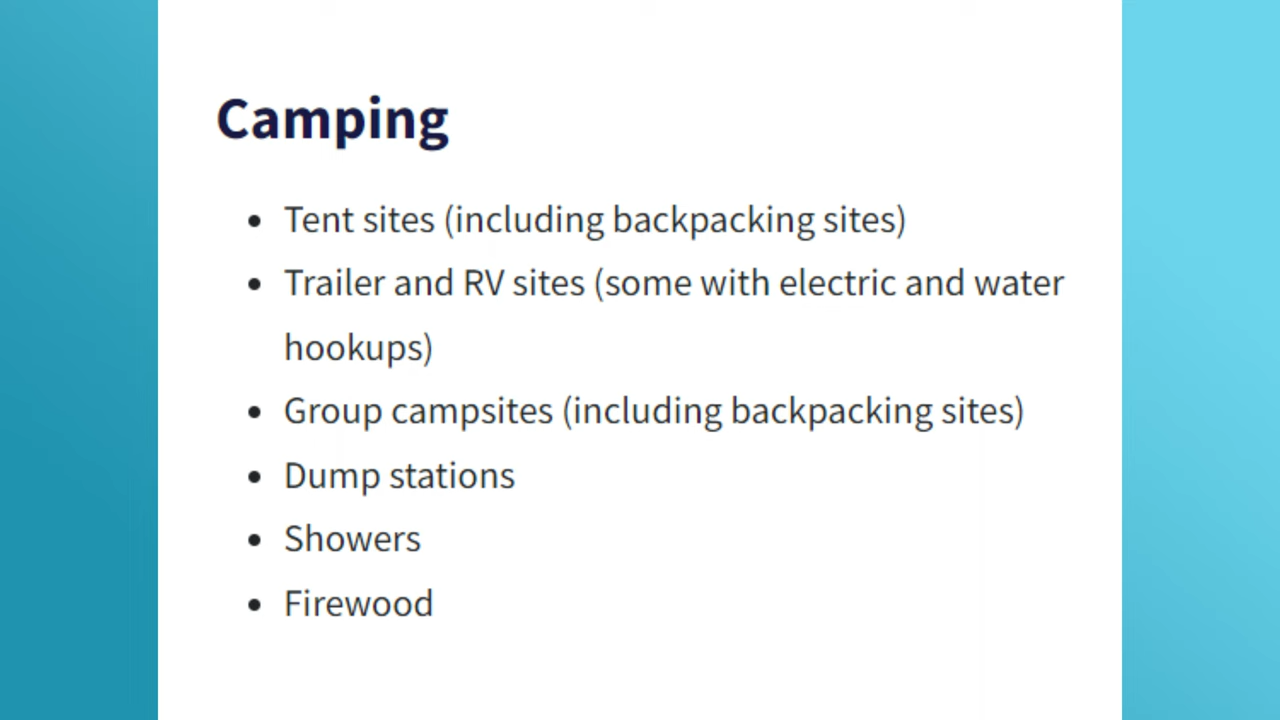 Camping
Tent sites (including backpacking sites)
Trailer and RV sites (some with electric and water
hookups)
Group campsites (including backpacking sites)
Dump stations
Showers
Firewood